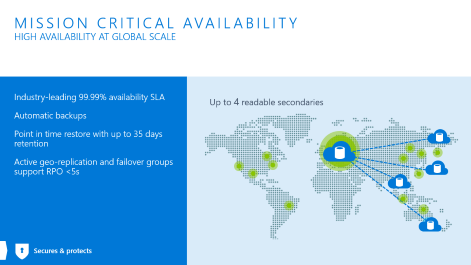 MISSION CRITICAL AVAILABILITY
HIGH AVAILABILITY AT GLOBAL SCALE
Industry-leading 99.99% availability SLA
Automatic backups
Point in time restore with up to 35 days
retention
Active geo-replication and failover groups
support RPO <5s
Up to 4 readable secondaries
Secures & protects